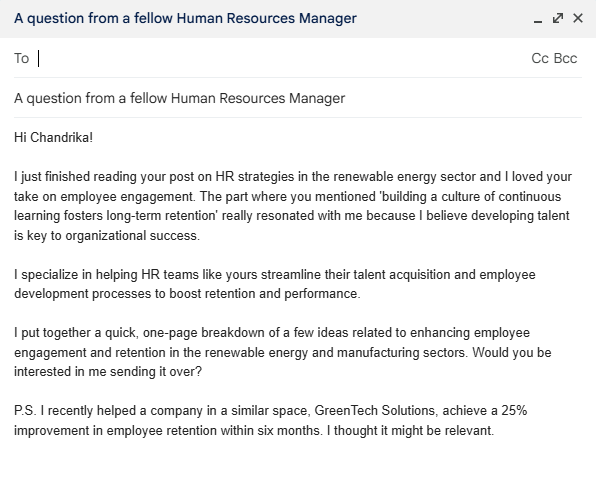 A question from a fellow Human Resources Manager
To
Cc Bcc
A question from a fellow Human Resources Manager
Hi Chandrika!
I just finished reading your post on HR strategies in the renewable energy sector and I loved your
take on employee engagement. The part where you mentioned 'building a culture of continuous
learning fosters long-term retention' really resonated with me because I believe developing talent
is key to organizational success.
I specialize in helping HR teams like yours streamline their talent acquisition and employee
development processes to boost retention and performance.
I put together a quick, one-page breakdown of a few ideas related to enhancing employee
engagement and retention in the renewable energy and manufacturing sectors. Would you be
interested in me sending it over?
P.S. I recently helped a company in a similar space, GreenTech Solutions, achieve a 25%
improvement in employee retention within six months. I thought it might be relevant.